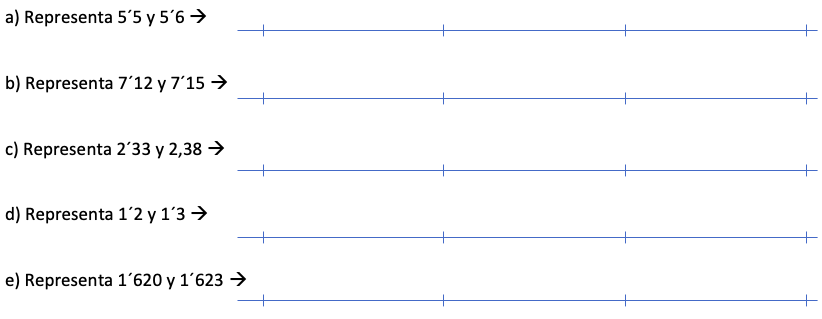 a) Representa 5´5 y 5´6 →
b) Representa 7´12 y 7´15 →
c) Representa 2´33 y 2,38 →
d) Representa 1´2 y 1´3 →
e) Representa 1´620 y 1´623 →